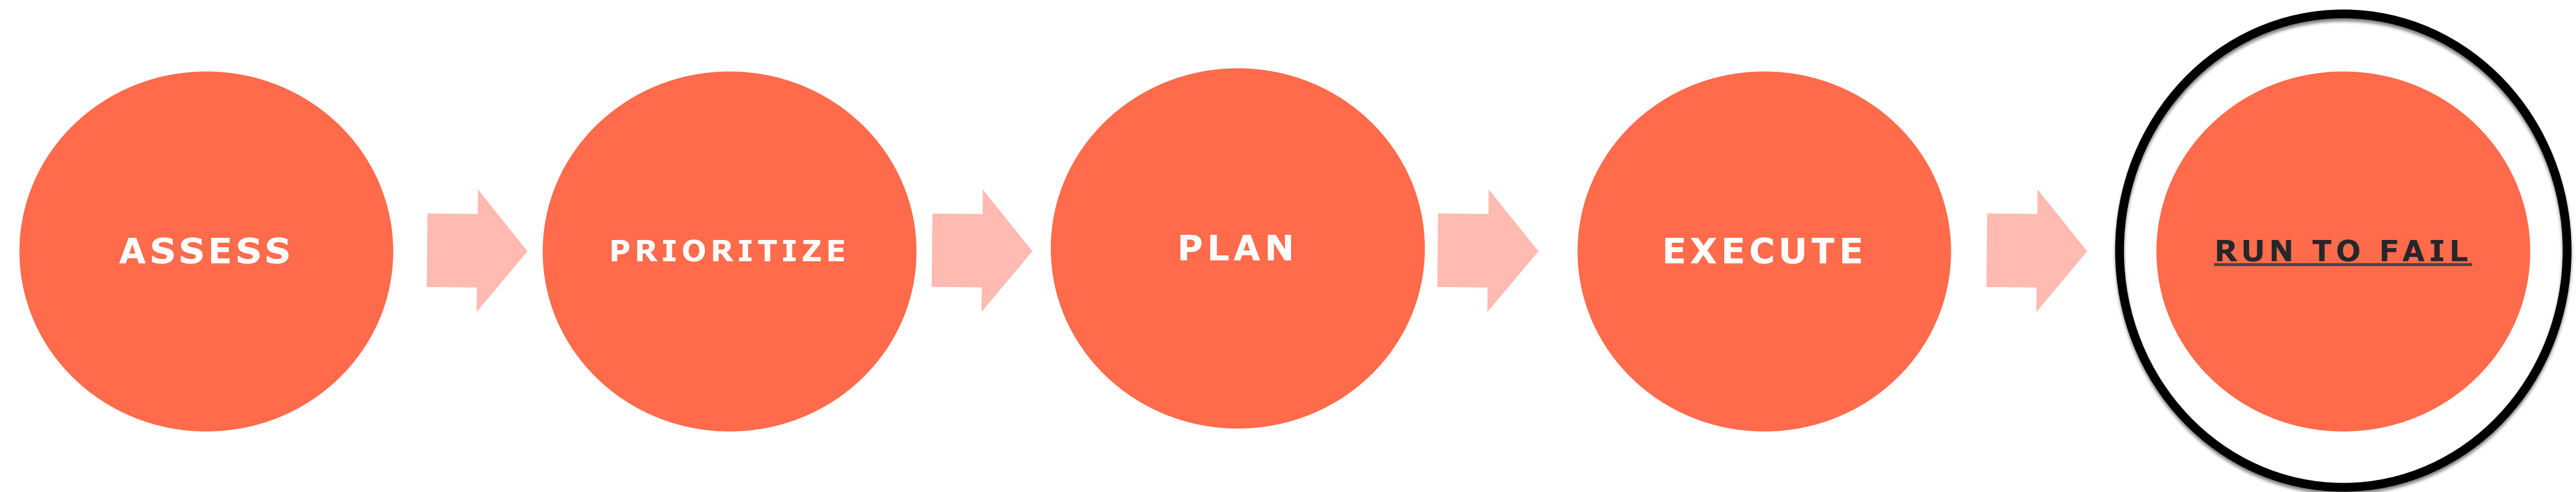 ASSESS
PRIORITIZE
PLAN
EXECUTE
RUN TO FAIL